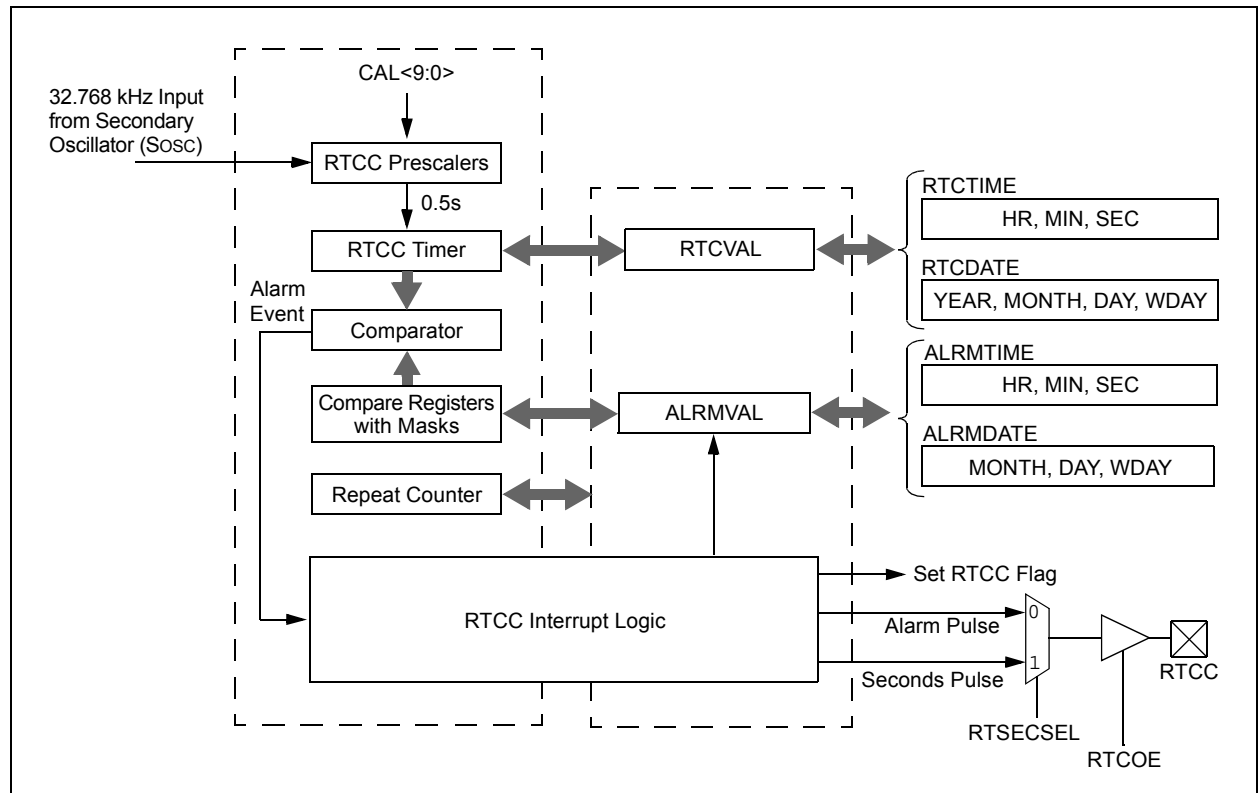 CAL<9:0>
32.768 kHz Input
from Secondary
Oscillator (SOSC)
RTCC Prescalers
0.5s
RTCC Timer
RTCVAL
RTCTIME
HR, MIN, SEC
RTCDATE
YEAR, MONTH, DAY, WDAY
Alarm
Event
Comparator
Compare Registers
with Masks
ALRMVAL
ALRMTIME
HR, MIN, SEC
ALRMDATE
MONTH, DAY, WDAY
Repeat Counter
RTCC Interrupt Logic
Set RTCC Flag
Alarm Pulse
0
Seconds Pulse
1
RTCC
RTSECSEL
RTCOE